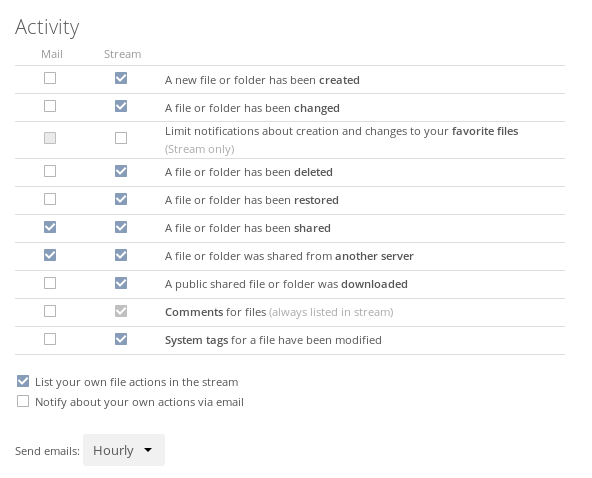 Activity
Mail Stream
A new file or folder has been created
A file or folder has been changed
Limit notifications about creation and changes to your favorite files
(Stream only)
A file or folder has been deleted
A file or folder has been restored
A file or folder has been shared
A file or folder was shared from another server
A public shared file or folder was downloaded
Comments for files (always listed in stream)
System tags for a file have been modified
List your own file actions in the stream
Notify about your own actions via email
Send emails: Hourly